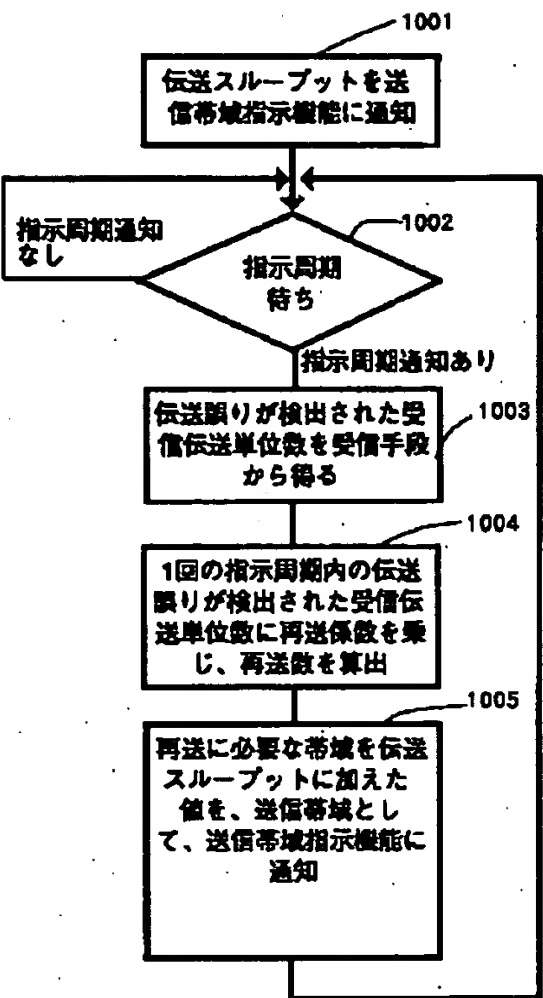 1001
伝送スループットを送
信帯域指示機能に通知
指示周期通知
なし
1002
指示周期
待ち
指示周期通知あり
1003
伝送誤りが検出された受
信伝送単位数を受信手段
から得る
1004
1回の指示周期内の伝送
誤りが検出された受信伝
送単位数に再送係数を乗
じ、再送数を算出
1005
再送に必要な帯域を伝送
スループットに加えた
値を、送信帯域とし
て、送信帯域指示機能に
通知